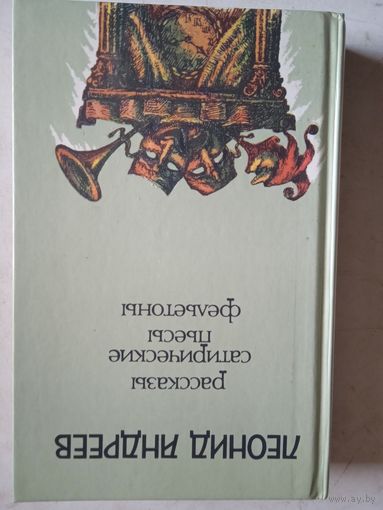 ЛЕОНИД АНДРЕЕВ
рассказы
сатирические
пьесы
фельетоны
www.ay.by